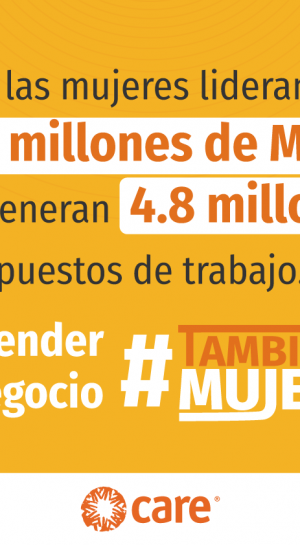 las mujeres lideran
millones de M
eneran 4.8 millo
puestos de trabajo.
ender
egocio
#TAMBI
MUJE
care®